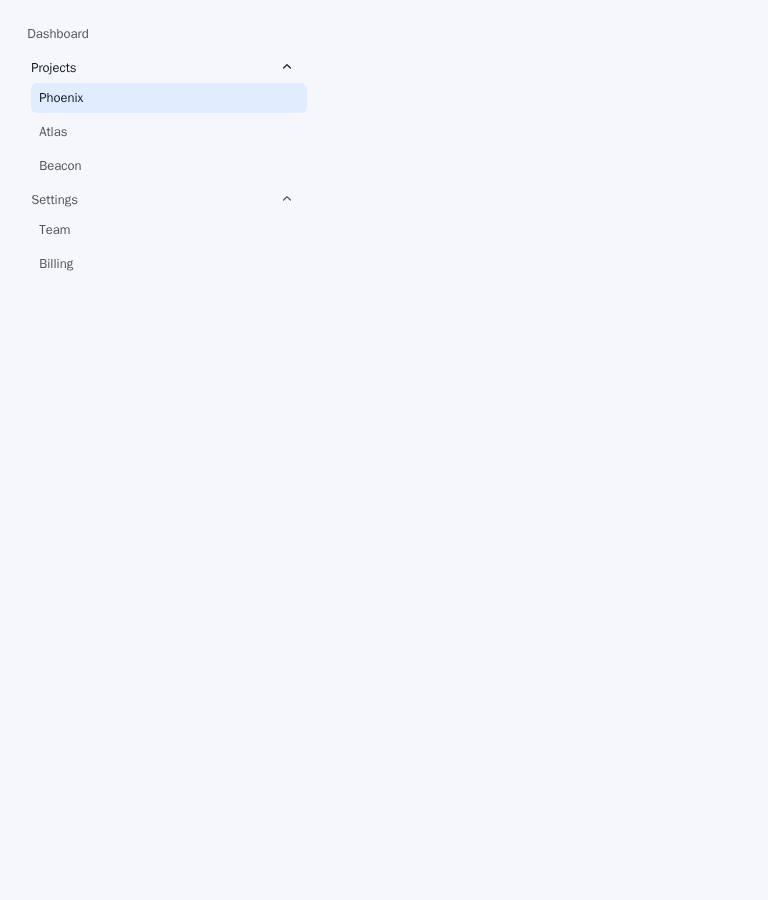 Dashboard
Projects
Phoenix
Atlas
Beacon
Settings
Team
Billing